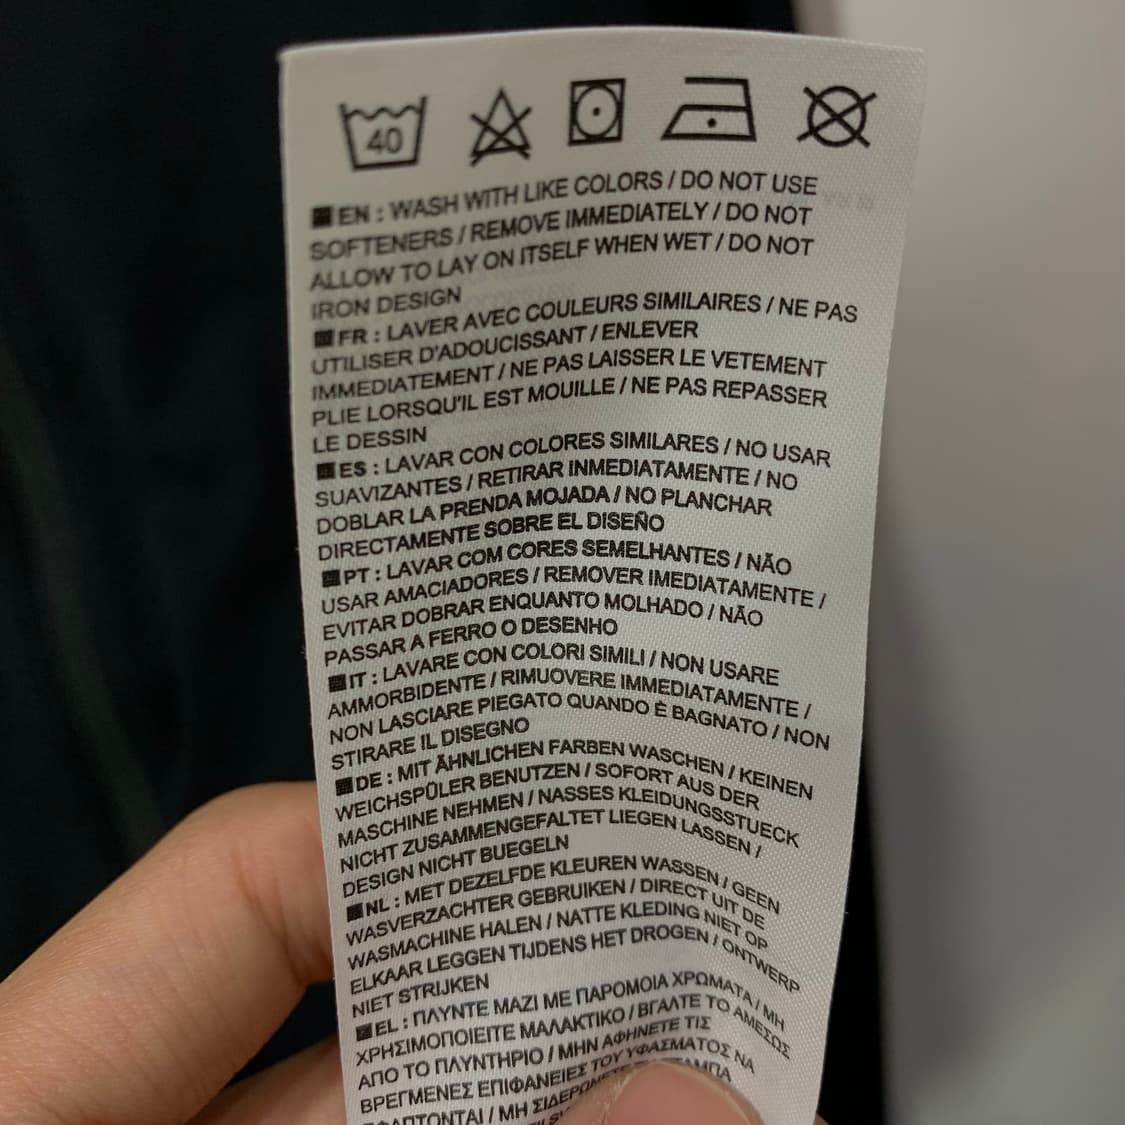 40
EN : WASH WITH LIKE COLORS / DO NOT USE
SOFTENERS / REMOVE IMMEDIATELY / DO NOT
ALLOW TO LAY ON ITSELF WHEN WET / DO NOT
IRON DESIGN
FR : LAVER AVEC COULEURS SIMILAIRES / NE PAS
UTILISER D'ADOUCISSANT / ENLEVER
IMMEDIATEMENT / NE PAS LAISSER LE VETEMENT
PLIE LORSQU'IL EST MOUILLE / NE PAS REPASSER
LE DESSIN
ES : LAVAR CON COLORES SIMILARES / NO USAR
SUAVIZANTES / RETIRAR INMEDIATAMENTE / NO
DOBLAR LA PRENDA MOJADA / NO PLANCHAR
DIRECTAMENTE SOBRE EL DISEÑO
PT : LAVAR COM CORES SEMELHANTES / NÃO
USAR AMACIADORES / REMOVER IMEDIATAMENTE /
EVITAR DOBRAR ENQUANTO MOLHADO / NÃO
PASSAR A FERRO O DESENHO
IT : LAVARE CON COLORI SIMILI / NON USARE
AMMORBIDENTE / RIMUOVERE IMMEDIATAMENTE /
NON LASCIARE PIEGATO QUANDO È BAGNATO / NON
STIRARE IL DISEGNO
DE : MIT ÄHNLICHEN FARBEN WASCHEN / KEINEN
WEICHSPÜLER BENUTZEN / SOFORT AUS DER
MASCHINE NEHMEN / NASSES KLEIDUNGSSTUECK
NICHT ZUSAMMENGEFALTET LIEGEN LASSEN /
DESIGN NICHT BUEGELN
NL : MET DEZELFDE KLEUREN WASSEN / GEEN
WASVERZACHTER GEBRUIKEN / DIRECT UIT DE
WASMACHINE HALEN / NATTE KLEDING NIET OP
ELKAAR LEGGEN TIJDENS HET DROGEN / ONTWERP
NIET STRIJKEN
EL : ΠΛΥΝΤΕ ΜΑΖΙ ΜΕ ΠΑΡΟΜΟΙΑ ΧΡΩΜΑΤΑ / ΜΗ
ΧΡΗΣΙΜΟΠΟΙΕΙΤΕ ΜΑΛΑΚΤΙΚΟ / ΒΓΑΛΤΕ ΤΟ ΑΜΕΣΩΣ
ΑΠΟ ΤΟ ΠΛΥΝΤΗΡΙΟ / ΜΗΝ ΑΦΗΝΕΤΕ ΤΙΣ
ΒΡΕΓΜΕΝΕΣ ΕΠΙΦΑΝΕΙΕΣ ΤΟΥ ΥΦΑΣΜΑΤΟΣ ΝΑ
/ ΜΗ